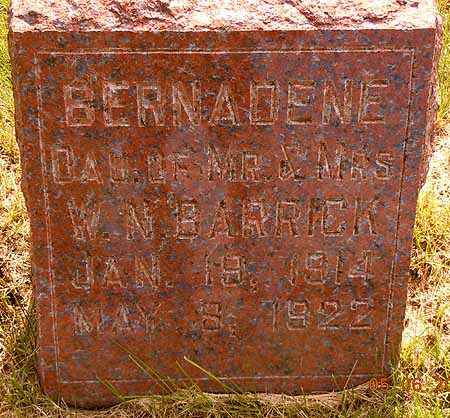 BERNADENE
DAU. OF MR. & MRS
W. N. BARRICK
JAN. 19, 1914
MAY 8, 1922